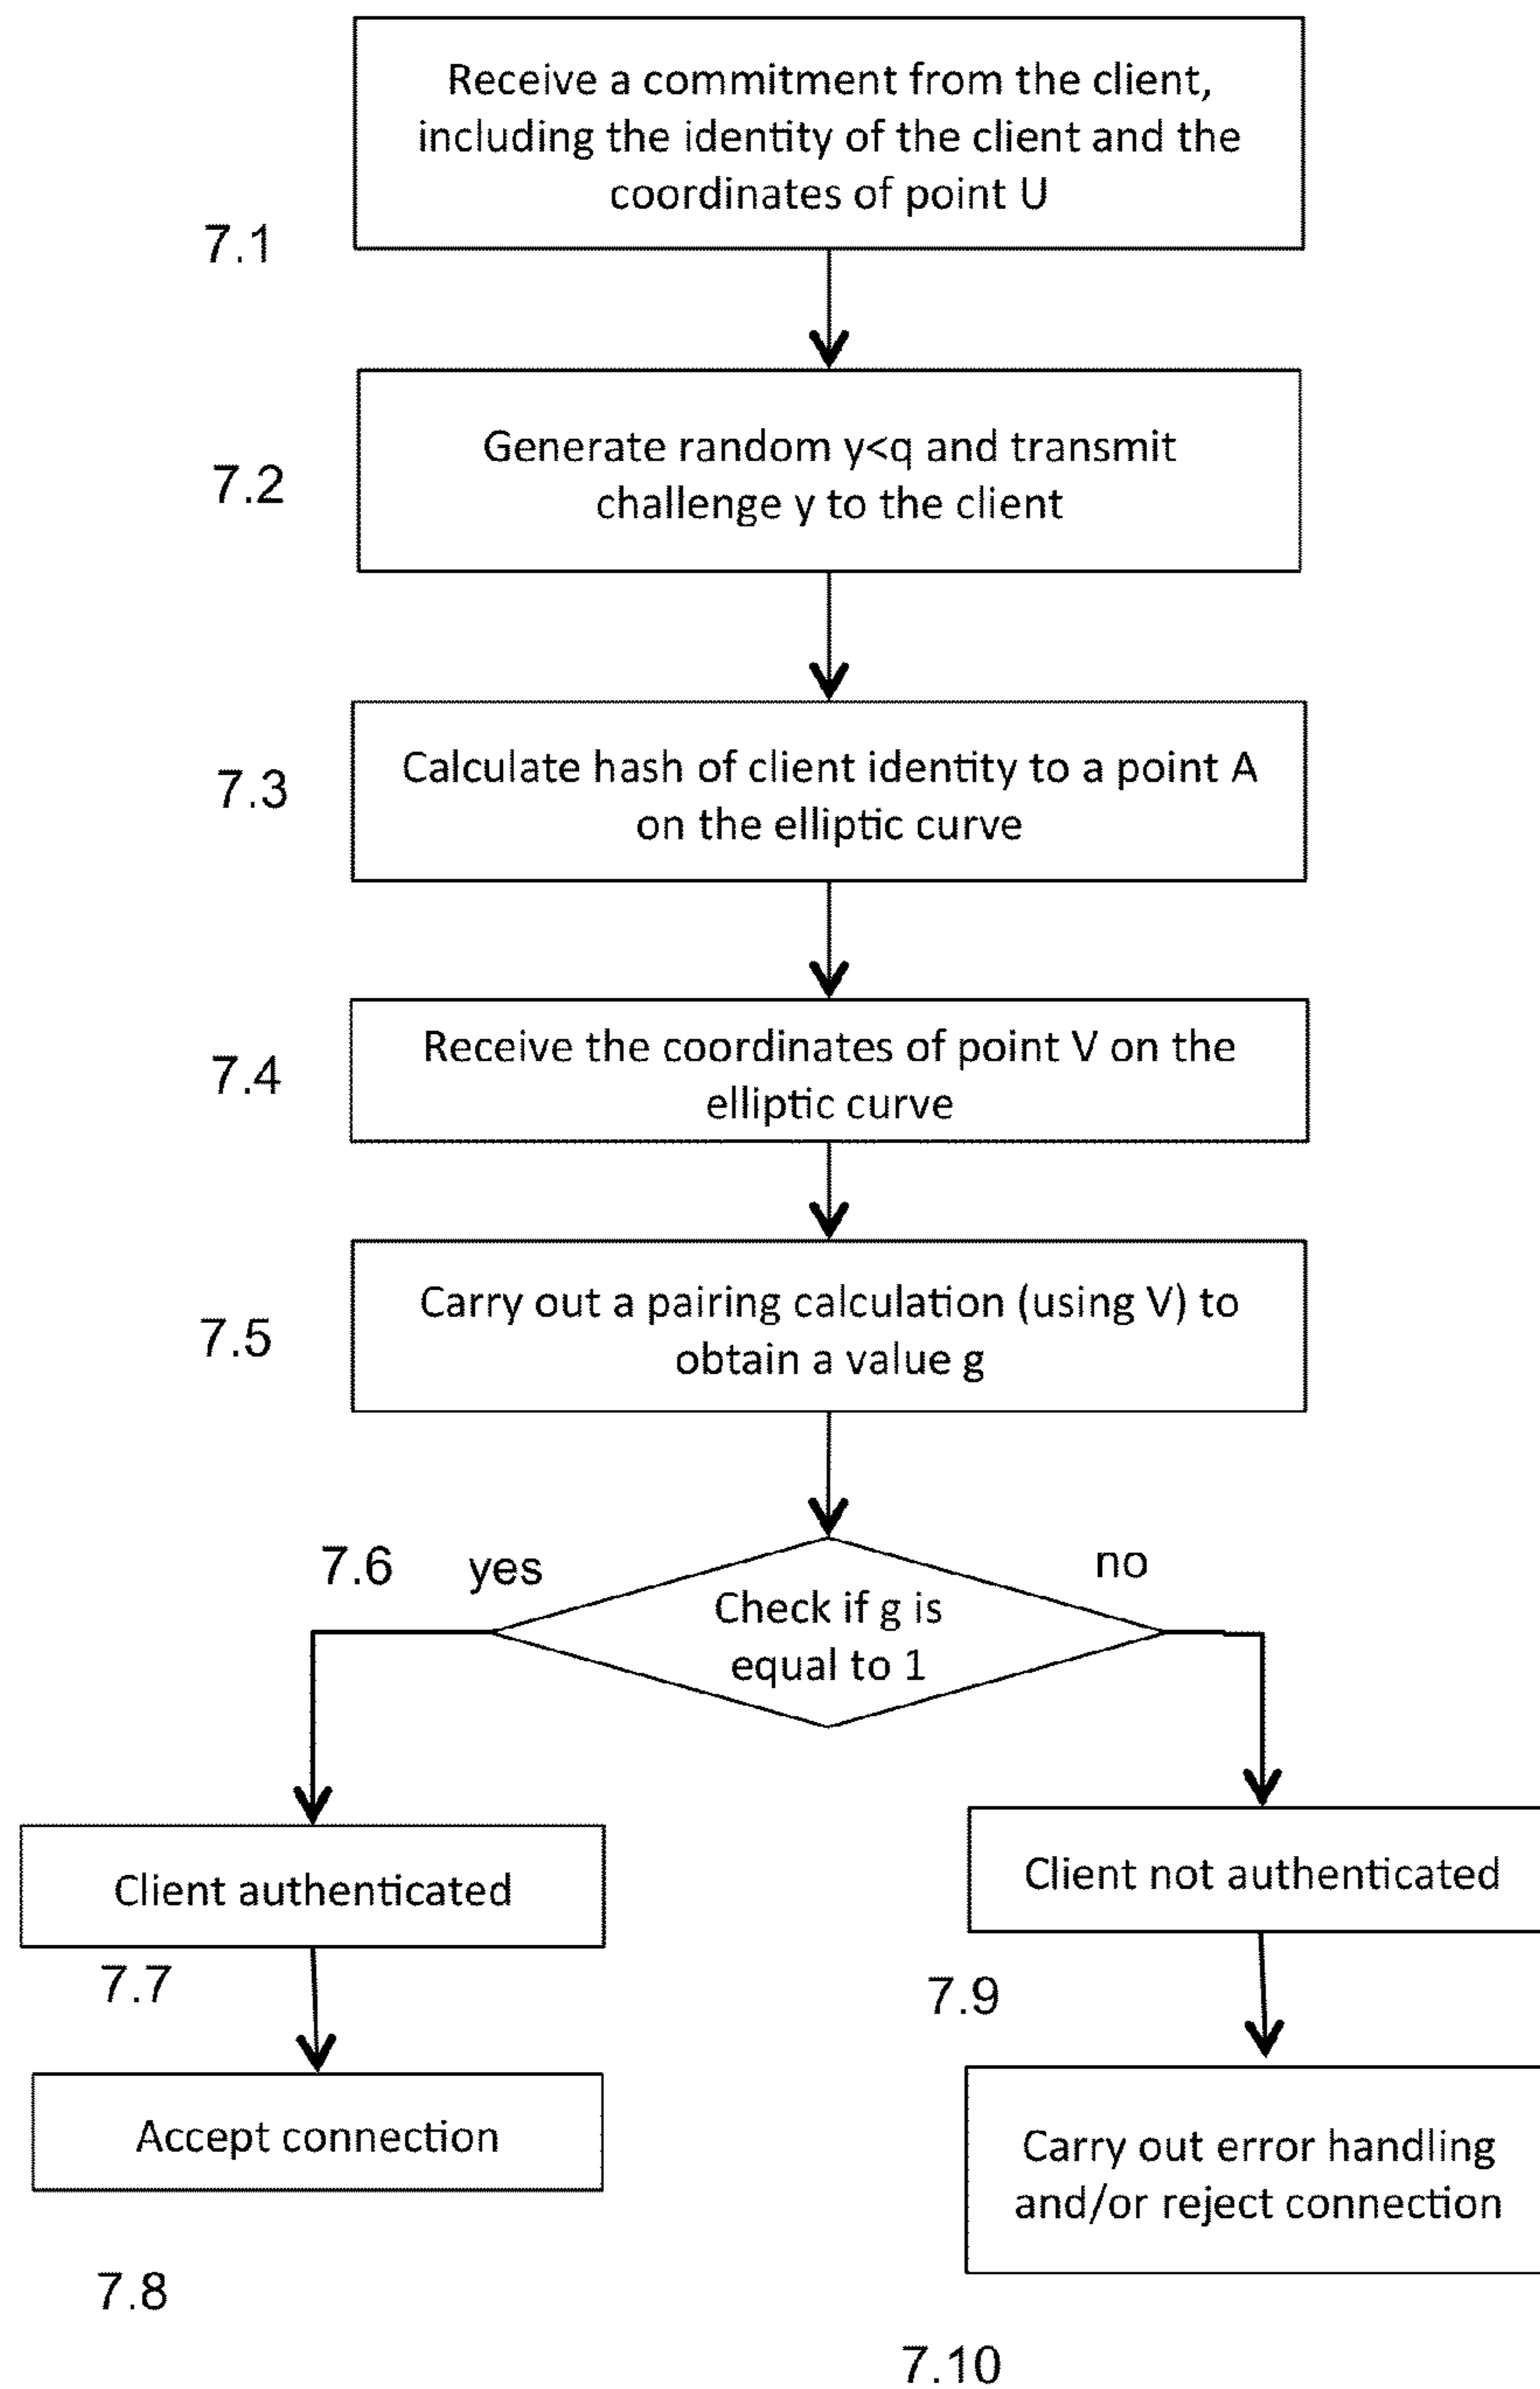 Receive a commitment from the client,
including the identity of the client and the
coordinates of point U
7.1
Generate random y<q and transmit
challenge y to the client
7.2
Calculate hash of client identity to a point A
on the elliptic curve
7.3
Receive the coordinates of point V on the
elliptic curve
7.4
Carry out a pairing calculation (using V) to
obtain a value g
7.5
7.6
yes
no
Check if g is
equal to 1
Client authenticated
7.7
Client not authenticated
7.9
Accept connection
7.8
Carry out error handling
and/or reject connection
7.10